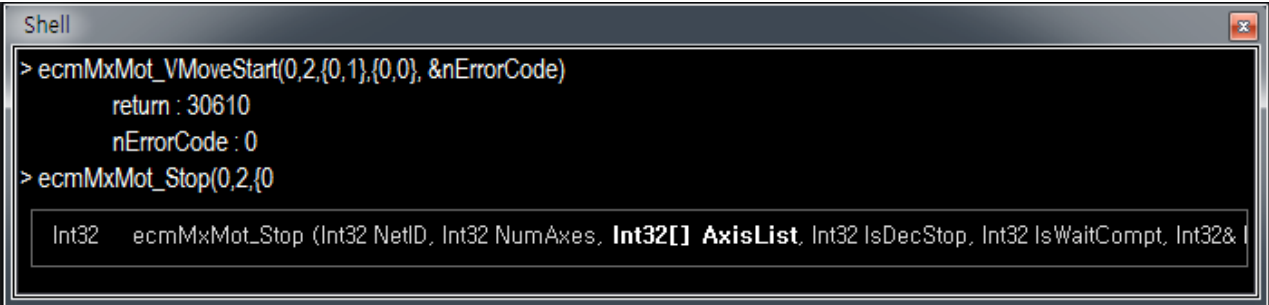 Shell
> ecmMxMot_VMoveStart(0,2,{0,1},{0,0}, &nErrorCode)
return : 30610
nErrorCode : 0
> ecmMxMot_Stop(0,2,{0
Int32 ecmMxMot_Stop (Int32 NetID, Int32 NumAxes, Int32[] AxisList, Int32 IsDecStop, Int32 IsWaitCompt, Int32&